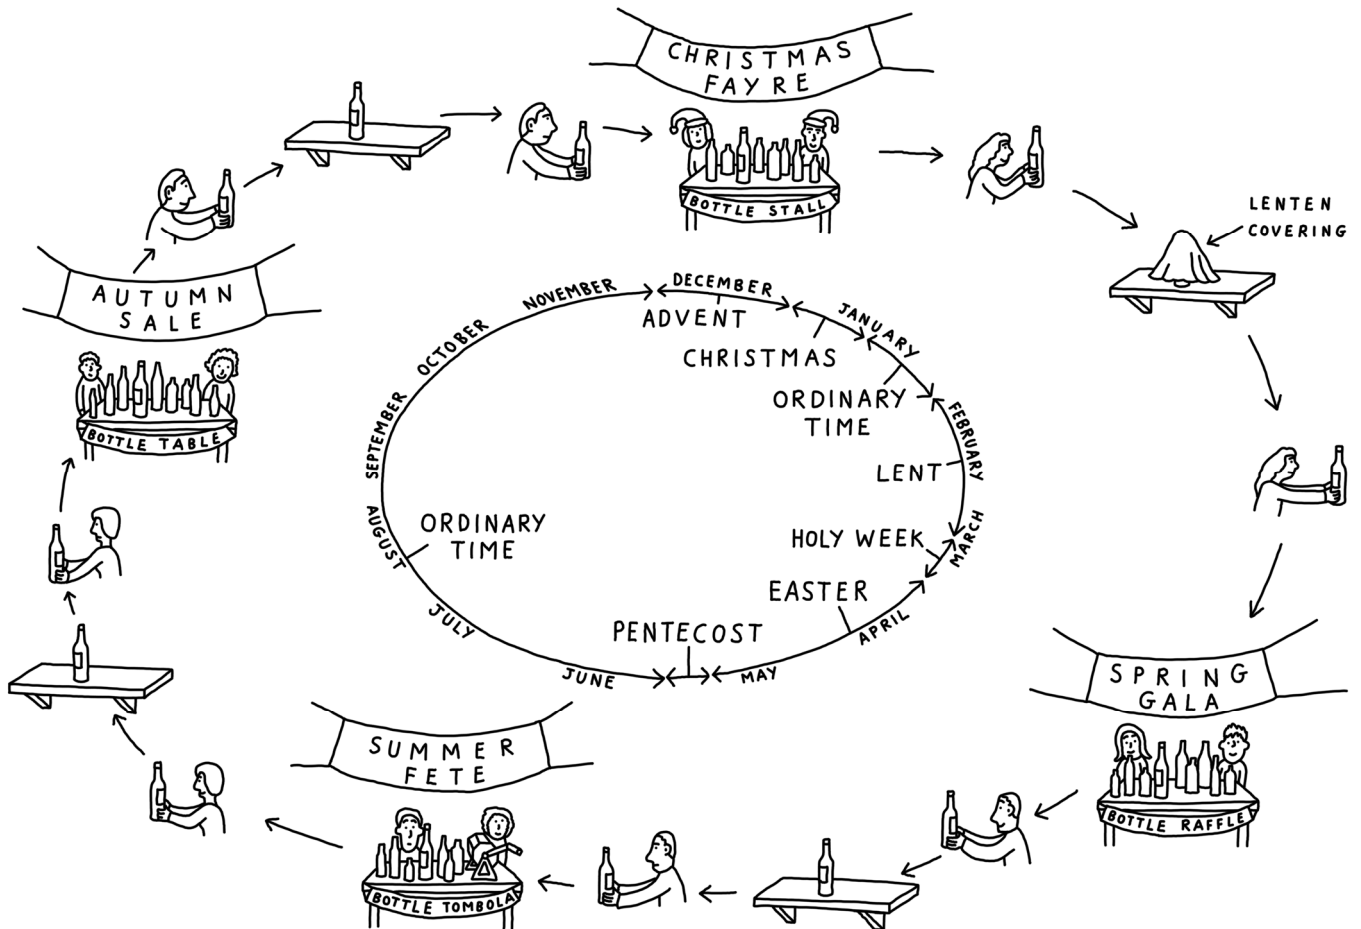 CHRISTMAS
FAYRE
BOTTLE STALL
LENTEN
COVERING
AUTUMN
SALE
BOTTLE TABLE
DECEMBER
ADVENT
JANUARY
CHRISTMAS
ORDINARY
TIME
FEBRUARY
LENT
MARCH
HOLY WEEK
EASTER
APRIL
MAY
PENTECOST
JUNE
JULY
AUGUST
ORDINARY
TIME
SEPTEMBER
OCTOBER
NOVEMBER
SPRING
GALA
BOTTLE RAFFLE
SUMMER
FETE
BOTTLE TOMBOLA